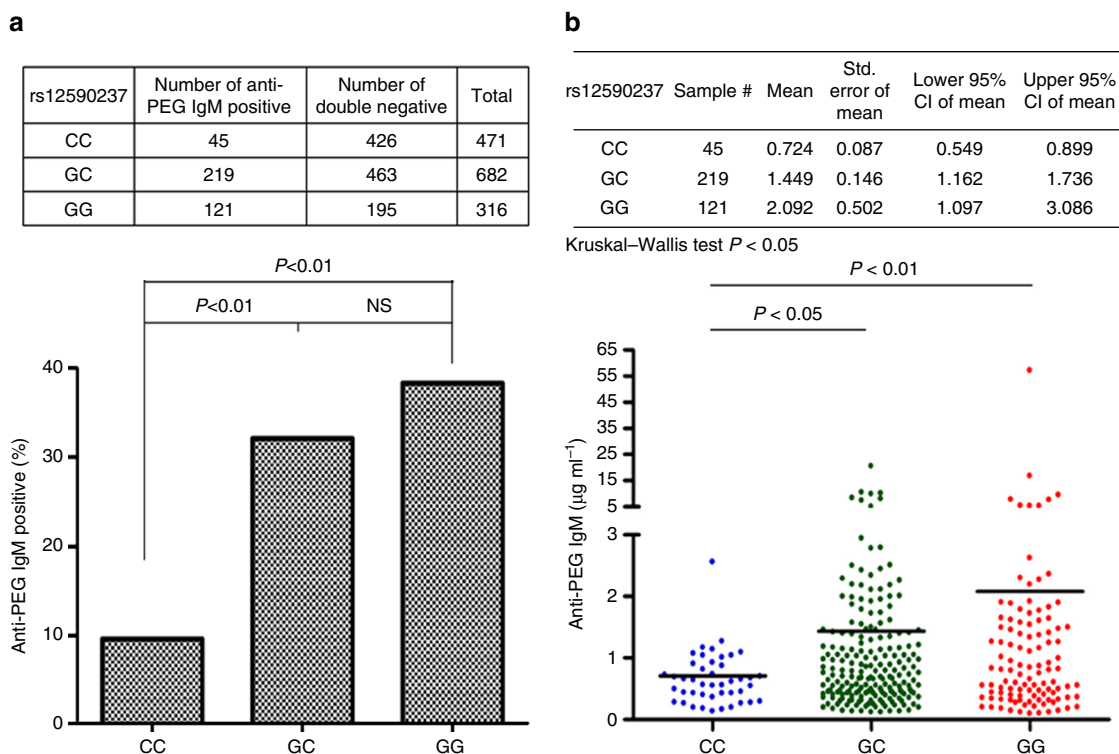 a
rs12590237 Number of anti-PEG IgM positive Number of double negative Total
CC 45 426 471
GC 219 463 682
GG 121 195 316
P<0.01
P<0.01 NS
Anti-PEG IgM positive (%)
40
30
20
10
0
CC GC GG
b
rs12590237 Sample # Mean Std. error of mean Lower 95% CI of mean Upper 95% CI of mean
CC 45 0.724 0.087 0.549 0.899
GC 219 1.449 0.146 1.162 1.736
GG 121 2.092 0.502 1.097 3.086
Kruskal–Wallis test P < 0.05
P < 0.01
P < 0.05
Anti-PEG IgM (μg ml⁻¹)
65
55
45
35
25
15
5
3
2
1
0
CC GC GG